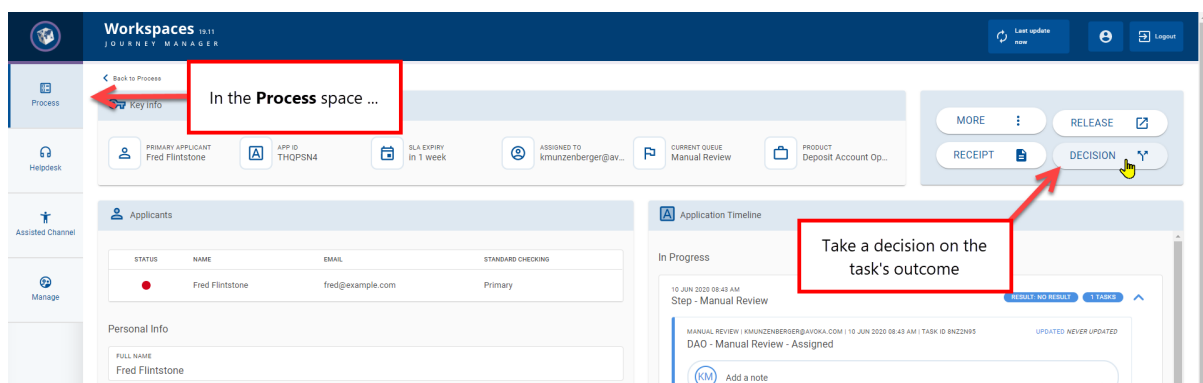 Workspaces 19.11
JOURNEY MANAGER
Last update
now
Logout
Process
Helpdesk
Assisted Channel
Manage
Back to Process
Key Info
In the Process space ...
PRIMARY APPLICANT
Fred Flintstone
APP ID
THQPSN4
SLA EXPIRY
in 1 week
ASSIGNED TO
kmunzenberger@av...
CURRENT QUEUE
Manual Review
PRODUCT
Deposit Account Op...
MORE
RELEASE
RECEIPT
DECISION
Applicants
STATUS NAME EMAIL STANDARD CHECKING
Fred Flintstone fred@example.com Primary
Personal Info
FULL NAME
Fred Flintstone
A Application Timeline
Take a decision on the
task's outcome
In Progress
10 JUN 2020 08:43 AM
Step - Manual Review
RESULT: NO RESULT 1 TASKS
MANUAL REVIEW | KMUNZENBERGER@AVOKA.COM | 10 JUN 2020 08:43 AM | TASK ID 8NZ2N95 UPDATED NEVER UPDATED
DAO - Manual Review - Assigned
KM Add a note